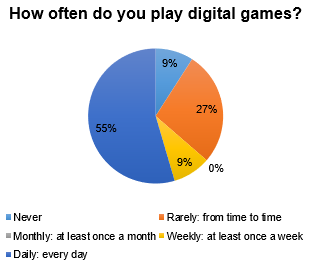 How often do you play digital games?
9%
27%
55%
9%
0%
Never
Rarely: from time to time
Monthly: at least once a month
Weekly: at least once a week
Daily: every day